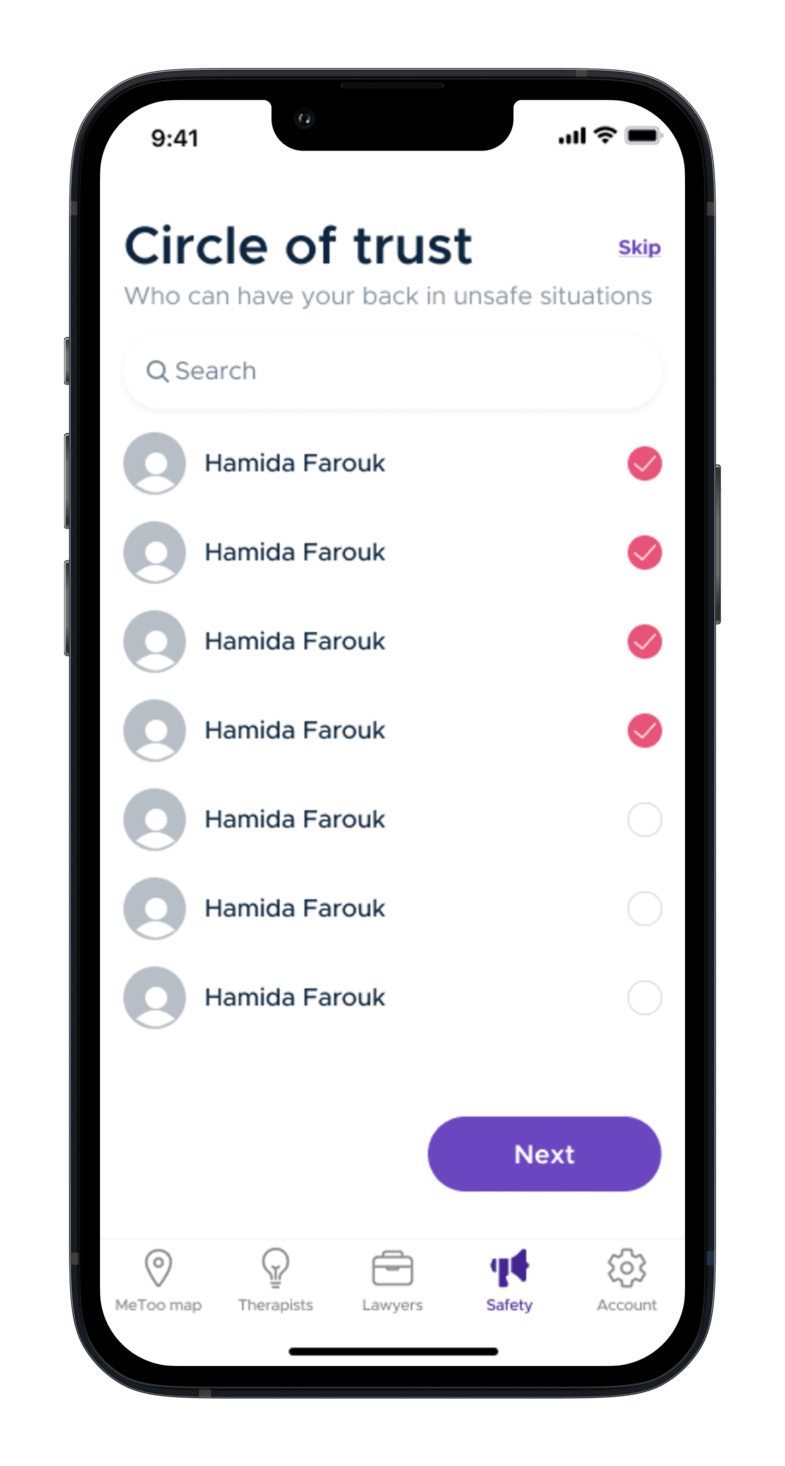 9:41
Circle of trust
Skip
Who can have your back in unsafe situations
Search
Hamida Farouk
Hamida Farouk
Hamida Farouk
Hamida Farouk
Hamida Farouk
Hamida Farouk
Hamida Farouk
Next
MeToo map
Therapists
Lawyers
Safety
Account